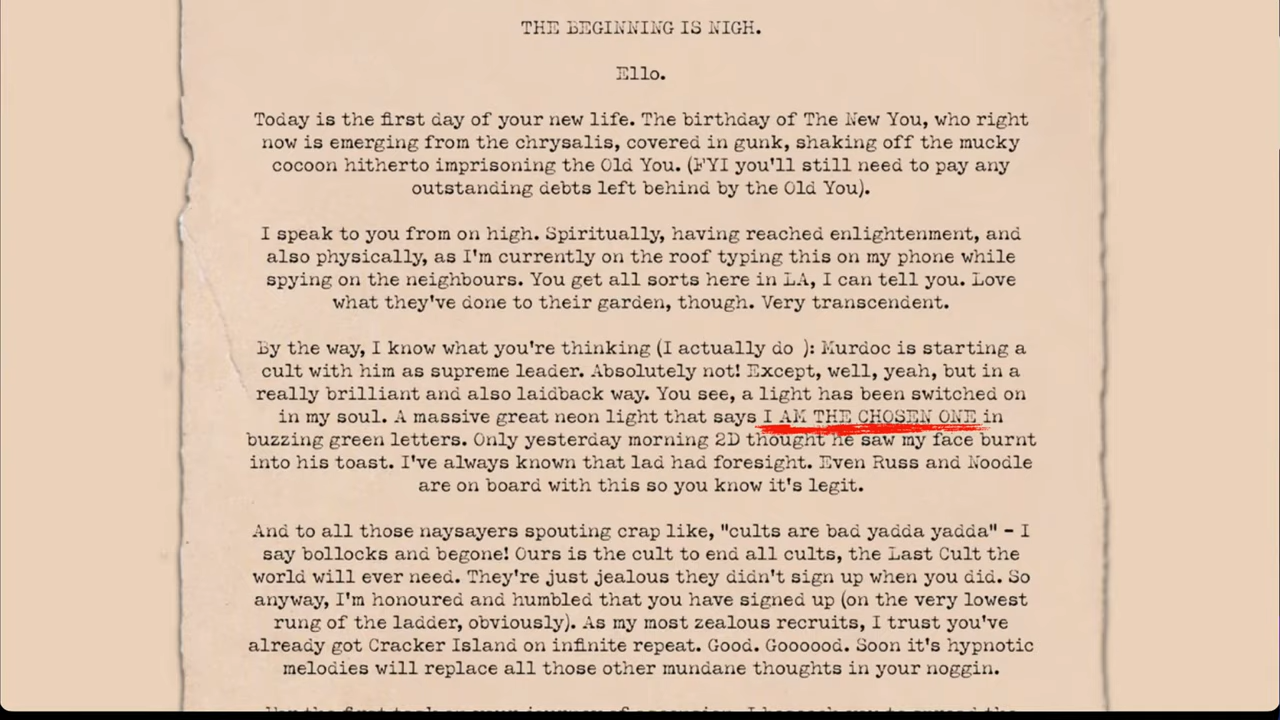 THE BEGINNING IS NIGH.
Ello.
Today is the first day of your new life. The birthday of The New You, who right
now is emerging from the chrysalis, covered in gunk, shaking off the mucky
cocoon hitherto imprisoning the Old You. (FYI you'll still need to pay any
outstanding debts left behind by the Old You).
I speak to you from on high. Spiritually, having reached enlightenment, and
also physically, as I'm currently on the roof typing this on my phone while
spying on the neighbours. You get all sorts here in LA, I can tell you. Love
what they've done to their garden, though. Very transcendent.
By the way, I know what you're thinking (I actually do ): Murdoc is starting a
cult with him as supreme leader. Absolutely not! Except, well, yeah, but in a
really brilliant and also laidback way. You see, a light has been switched on
in my soul. A massive great neon light that says I AM THE CHOSEN ONE in
buzzing green letters. Only yesterday morning 2D thought he saw my face burnt
into his toast. I've always known that lad had foresight. Even Russ and Noodle
are on board with this so you know it's legit.
And to all those naysayers spouting crap like, "cults are bad yadda yadda" – I
say bollocks and begone! Ours is the cult to end all cults, the Last Cult the
world will ever need. They're just jealous they didn't sign up when you did. So
anyway, I'm honoured and humbled that you have signed up (on the very lowest
rung of the ladder, obviously). As my most zealous recruits, I trust you've
already got Cracker Island on infinite repeat. Good. Goooood. Soon it's hypnotic
melodies will replace all those other mundane thoughts in your noggin.